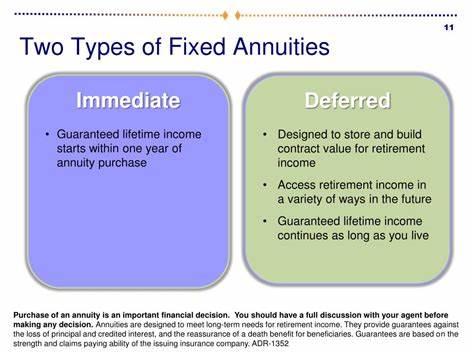 11
Two Types of Fixed Annuities
Immediate
• Guaranteed lifetime income
starts within one year of
annuity purchase
Deferred
• Designed to store and build
contract value for retirement
income
• Access retirement income in
a variety of ways in the future
• Guaranteed lifetime income
continues as long as you live
Purchase of an annuity is an important financial decision.  You should have a full discussion with your agent before
making any decision. Annuities are designed to meet long-term needs for retirement income. They provide guarantees against
the loss of principal and credited interest, and the reassurance of a death benefit for beneficiaries. Guarantees are based on the
strength and claims paying ability of the issuing insurance company. ADR-1352